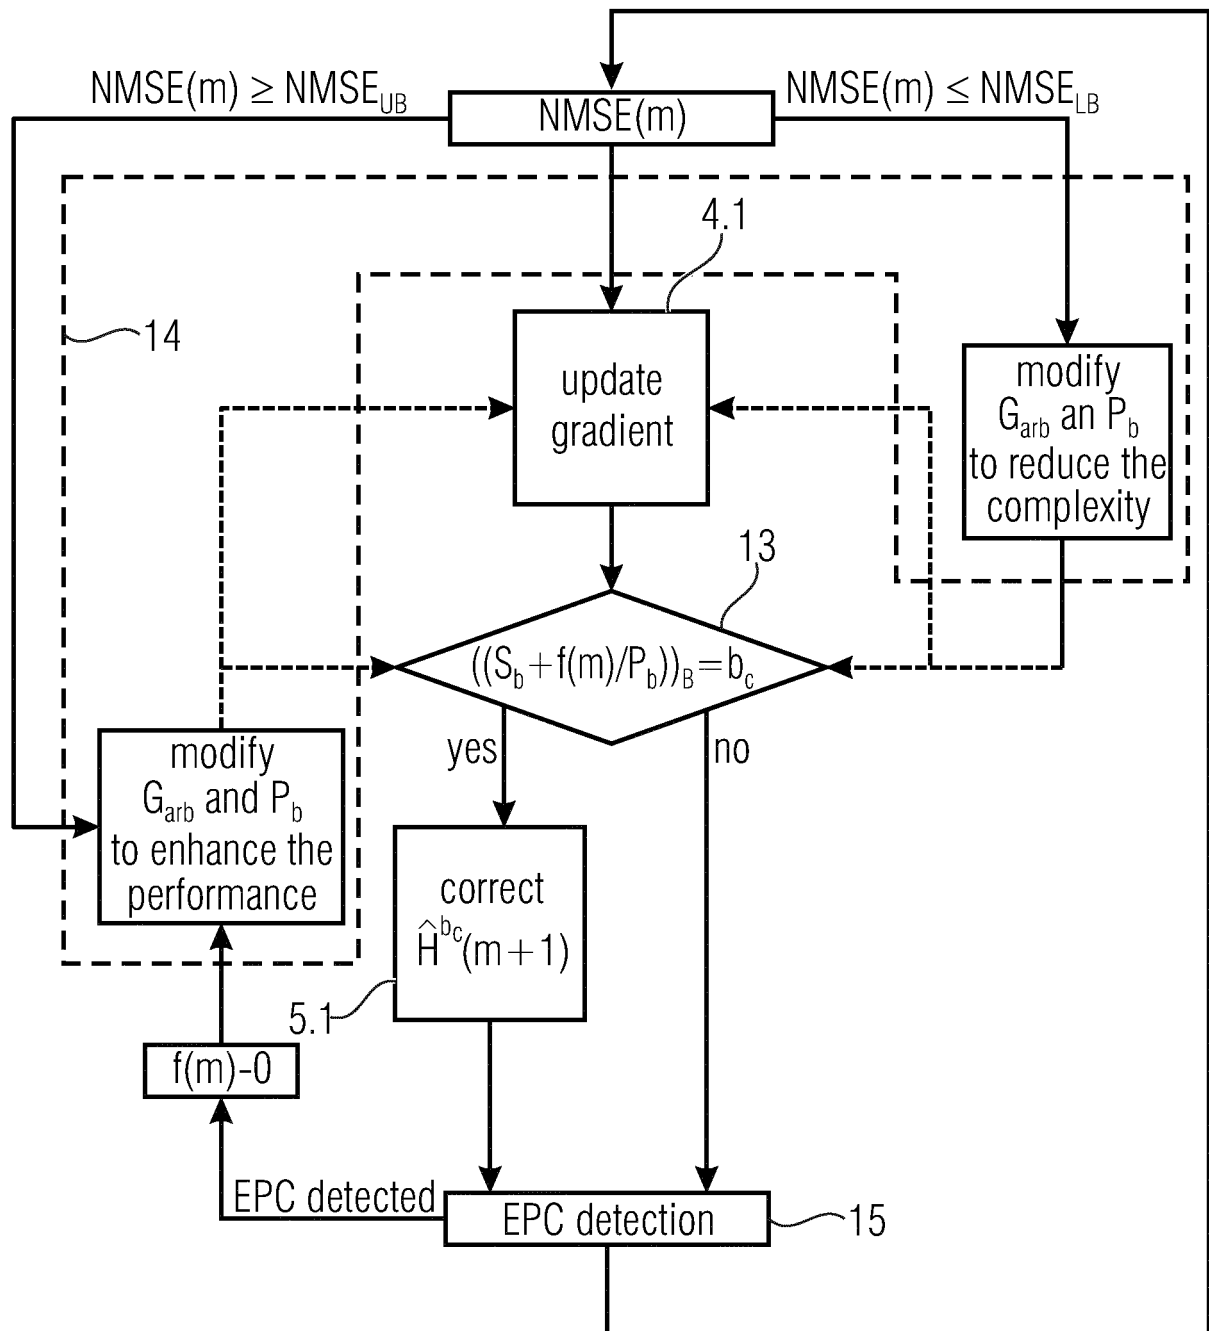 NMSE(m) ≥ NMSE_UB
NMSE(m) ≤ NMSE_LB
NMSE(m)
4.1
14
update
gradient
modify
G_arb an P_b
to reduce the
complexity
13
((S_b+f(m)/P_b))_B=b_c
yes
no
modify
G_arb and P_b
to enhance the
performance
correct
Ĥ^b_c(m+1)
5.1
f(m)-0
EPC detected
EPC detection
15